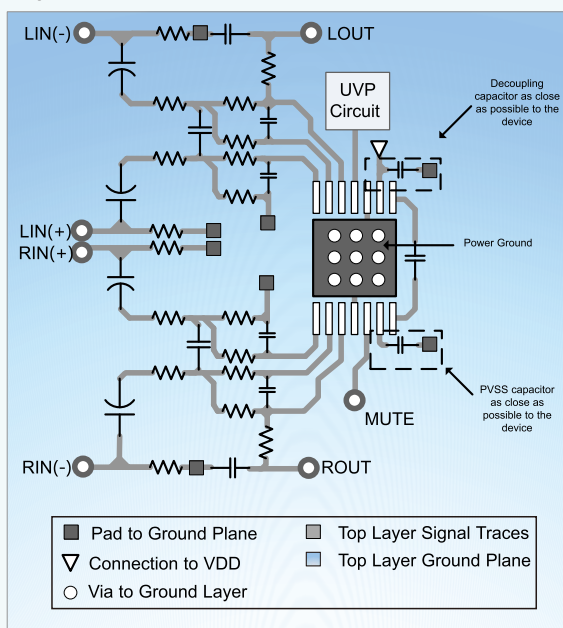 LIN(-)
LOUT
UVP
Circuit
Decoupling
capacitor as close
as possible to the
device
LIN(+)
RIN(+)
Power Ground
MUTE
PVSS capacitor
as close as
possible to the
device
RIN(-)
ROUT
Pad to Ground Plane
Top Layer Signal Traces
Connection to VDD
Top Layer Ground Plane
Via to Ground Layer